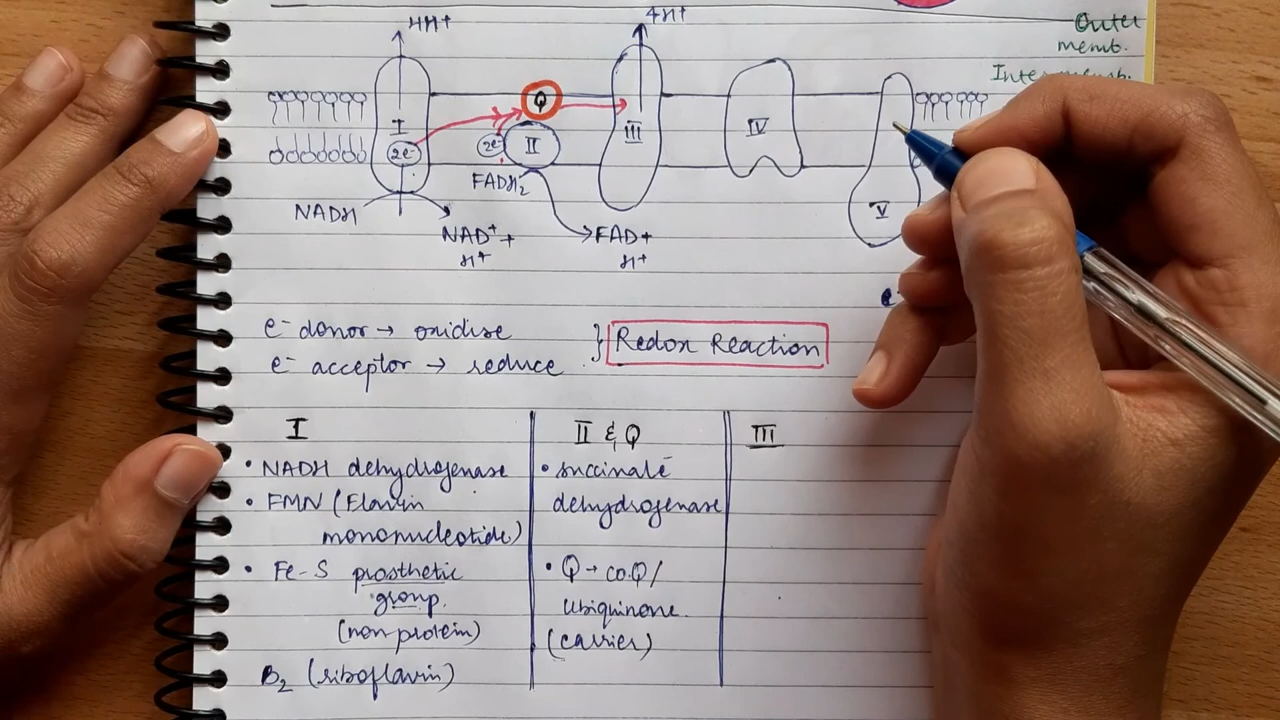 4H+
4H+
Outer
memb.
Q
I
III
IV
2e-
2e-
II
FADH2
NADH
V
NAD+ +
H+
FAD+
H+
e-
e- donor → oxidise
e- acceptor → reduce
} Redox Reaction
I
• NADH dehydrogenase
• FMN (Flavin
mononucleotide)
• Fe-S prosthetic
group.
(non protein)
B2 (riboflavin)
II & Q
• succinate
dehydrogenase
• Q → co.Q/
Ubiquinone.
(carrier)
III